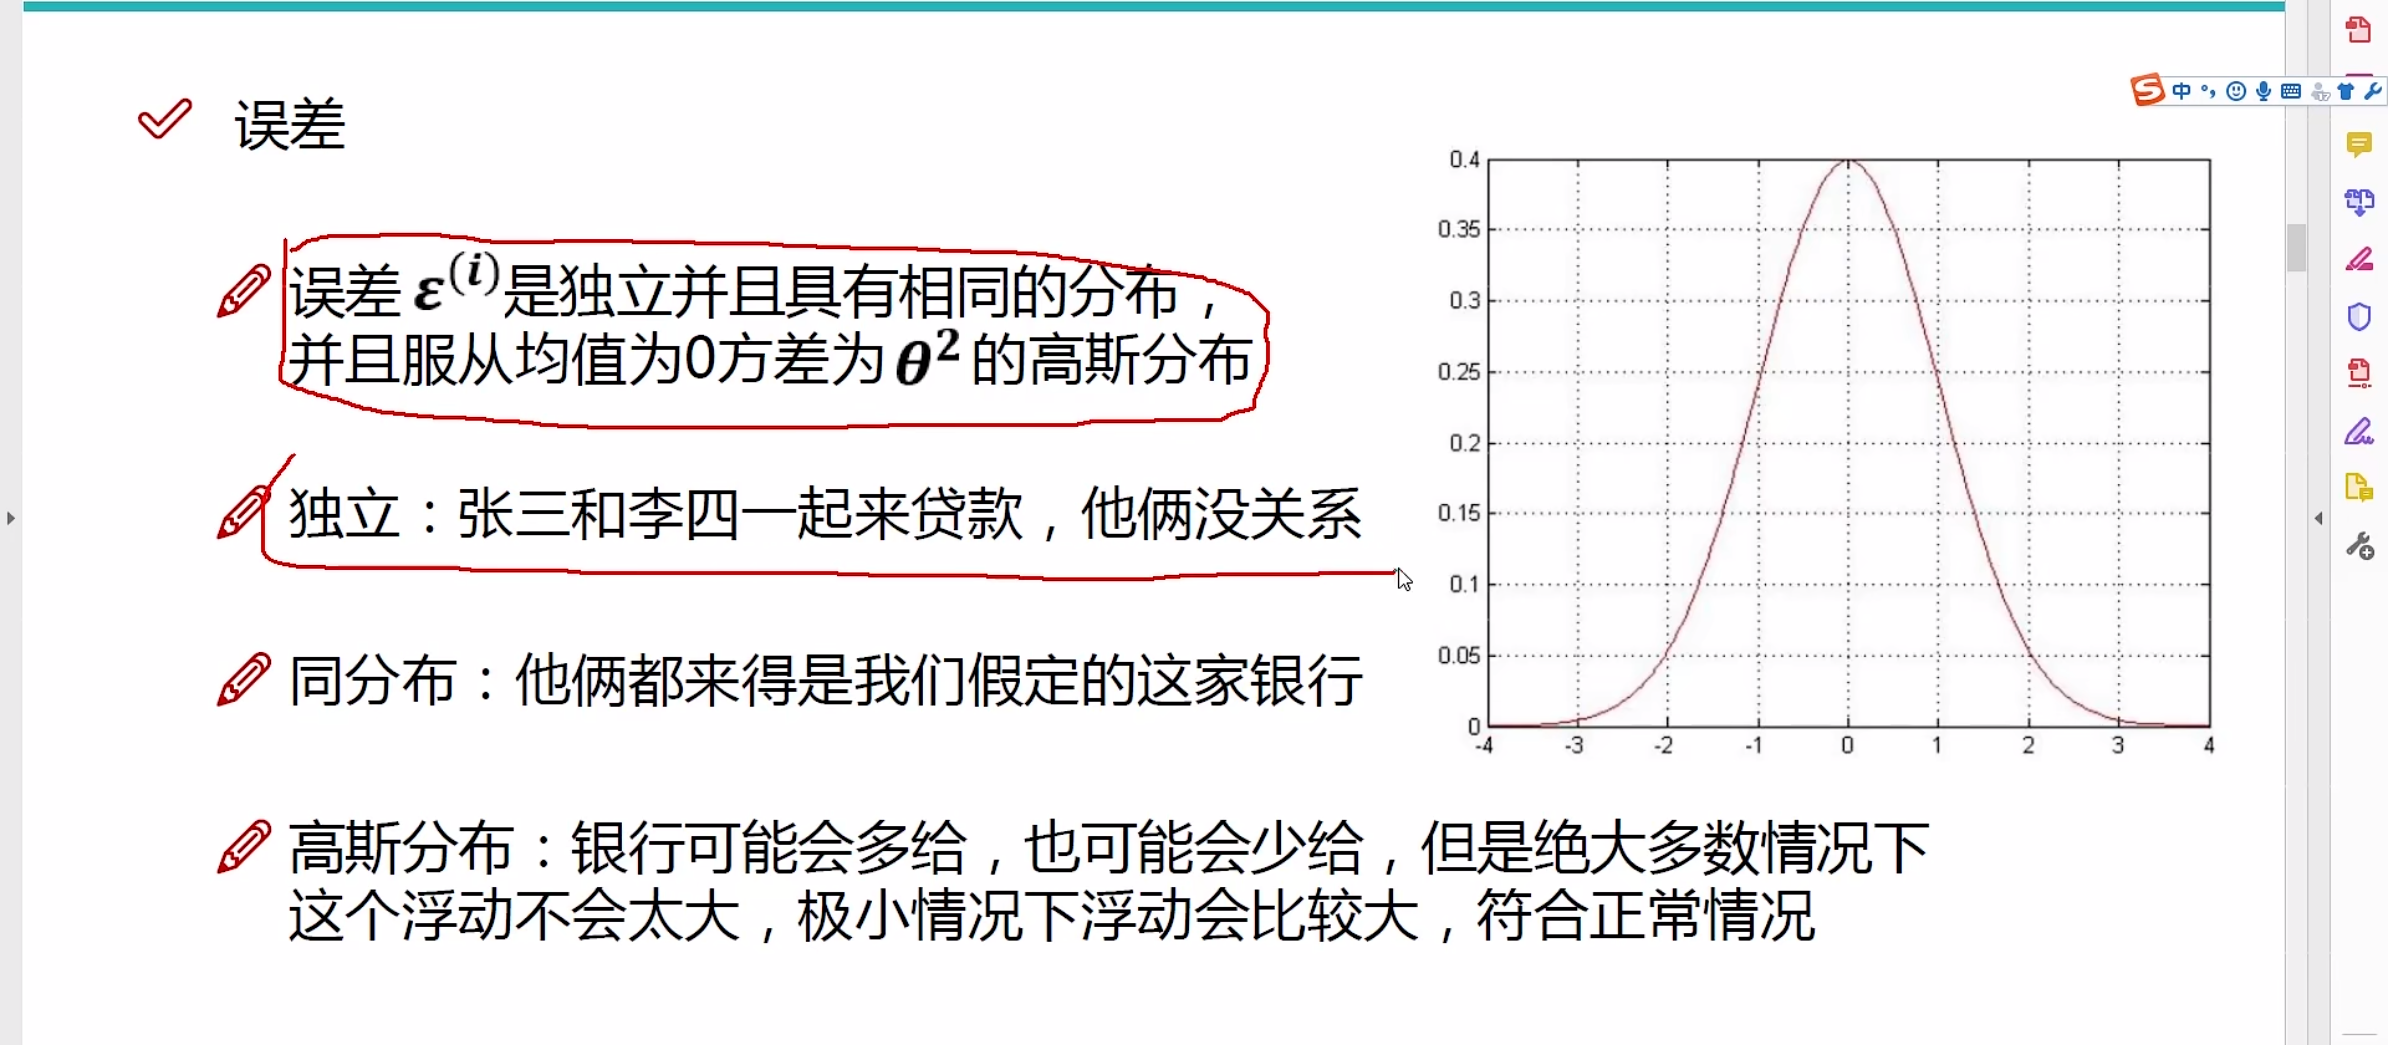 误差
误差 ε⁽ⁱ⁾是独立并且具有相同的分布，
并且服从均值为0方差为 θ² 的高斯分布
独立：张三和李四一起来贷款，他俩没关系
同分布：他俩都来得是我们假定的这家银行
高斯分布：银行可能会多给，也可能会少给，但是绝大多数情况下
这个浮动不会太大，极小情况下浮动会比较大，符合正常情况
0.4
0.35
0.3
0.25
0.2
0.15
0.1
0.05
0
-4 -3 -2 -1 0 1 2 3 4
S 中